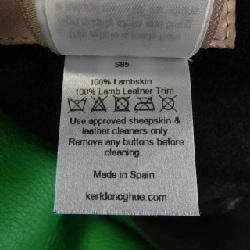 S85
100% Lambskin
100% Lamb Leather Trim
Use approved sheepskin &
leather cleaners only
Remove any buttons before
cleaning.
Made in Spain
kerldonoghue.com